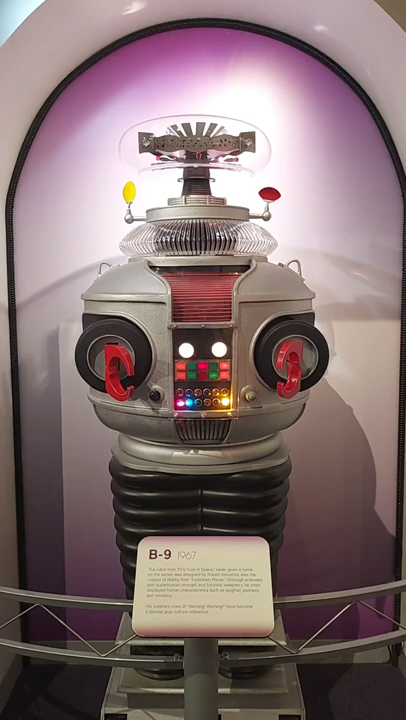 B-9 1967
The robot from TV's "Lost in Space," never given a name
on the series, was designed by Robert Kinoshita, also the
creator of Robby from "Forbidden Planet." Although endowed
with superhuman strength and futuristic weaponry, he often
displayed human characteristics such as laughter, sadness,
and mockery.
His constant cries of "Warning! Warning!" have become
a familiar pop-culture reference.